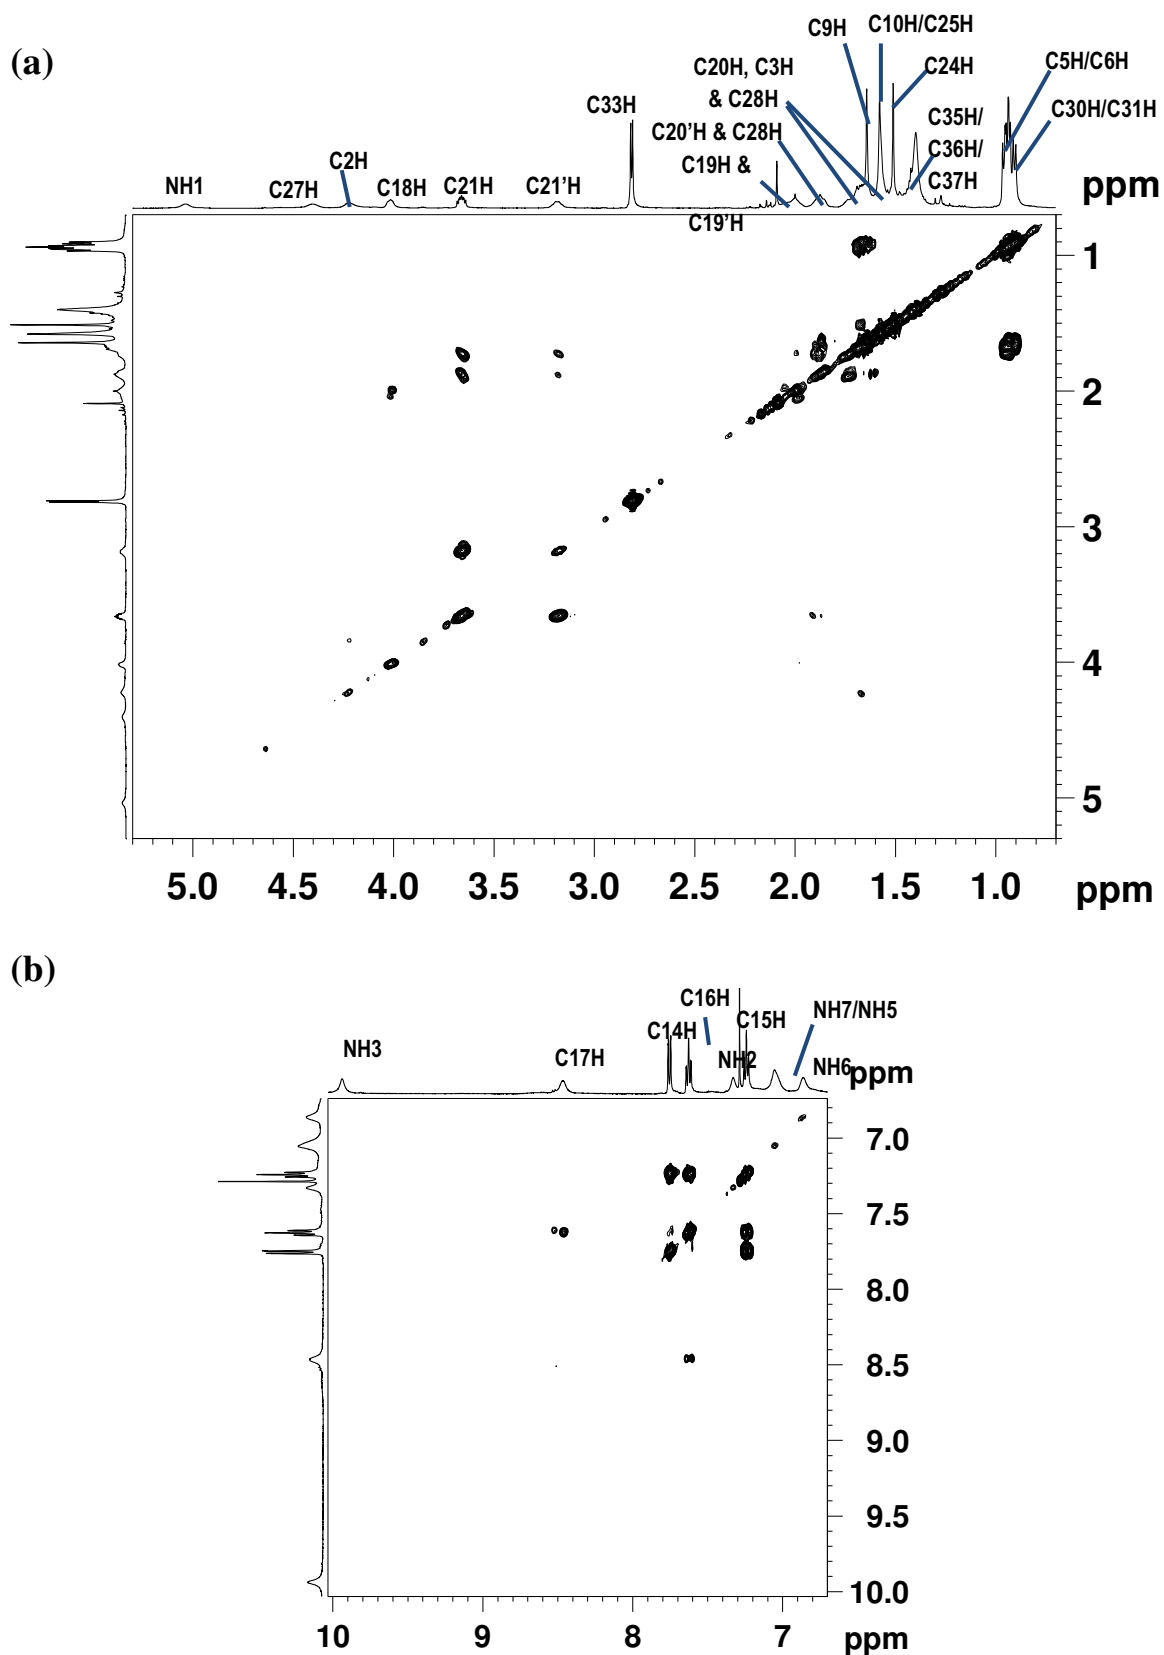 (a)
C9H
C10H/C25H
C20H, C3H
& C28H
C24H
C5H/C6H
C33H
C20'H & C28H
C35H/
C36H/
C37H
C30H/C31H
C2H
C19H &
NH1
C27H
C18H
C21H
C21'H
ppm
C19'H
1
2
3
4
5
5.0
4.5
4.0
3.5
3.0
2.5
2.0
1.5
1.0
ppm
(b)
C16H
NH7/NH5
C14H
C15H
NH3
C17H
NH2
NH6
ppm
7.0
7.5
8.0
8.5
9.0
9.5
10.0
10
9
8
7
ppm